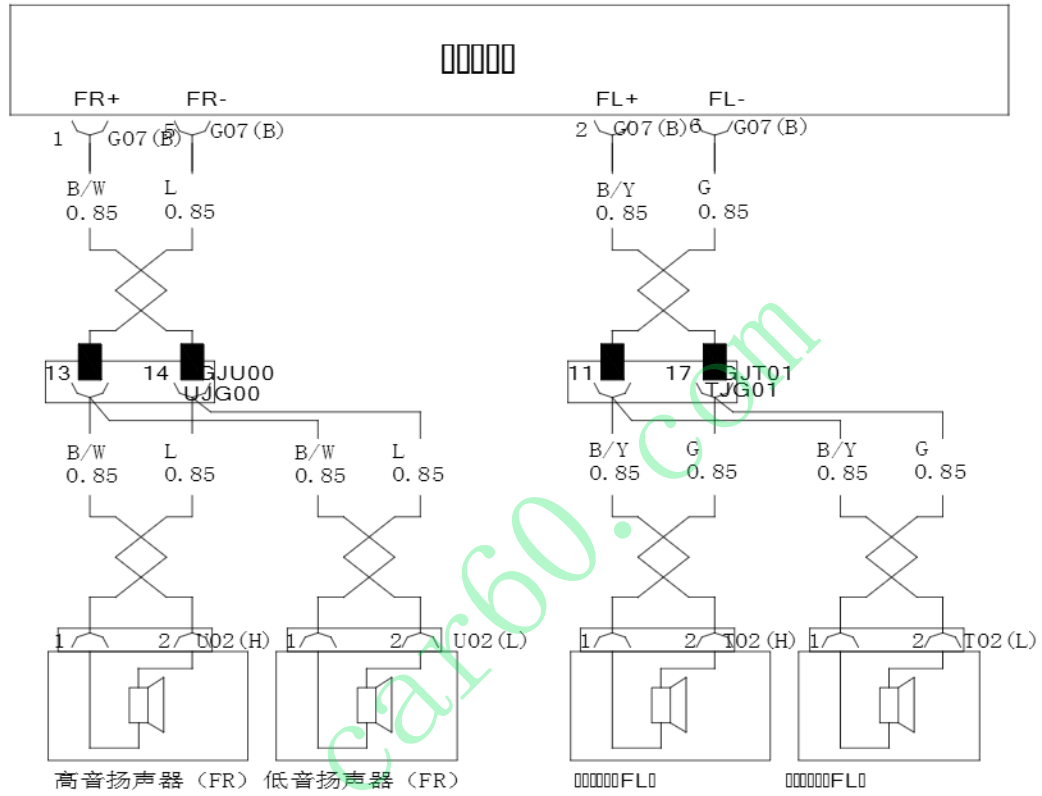 FR+ FR- FL+ FL-
1 G07(B) 5 G07(B) 2 G07(B) 6 G07(B)
B/W L B/Y G
0.85 0.85 0.85 0.85
13 14 GJU00 11 17 GJT01
UJG00 TJG01
B/W L B/W L B/Y G B/Y G
0.85 0.85 0.85 0.85 0.85 0.85 0.85 0.85
1 2 U02(H) 1 2 U02(L) 1 2 T02(H) 1 2 T02(L)
高音扬声器（FR） 低音扬声器（FR） FL FL
car60.com